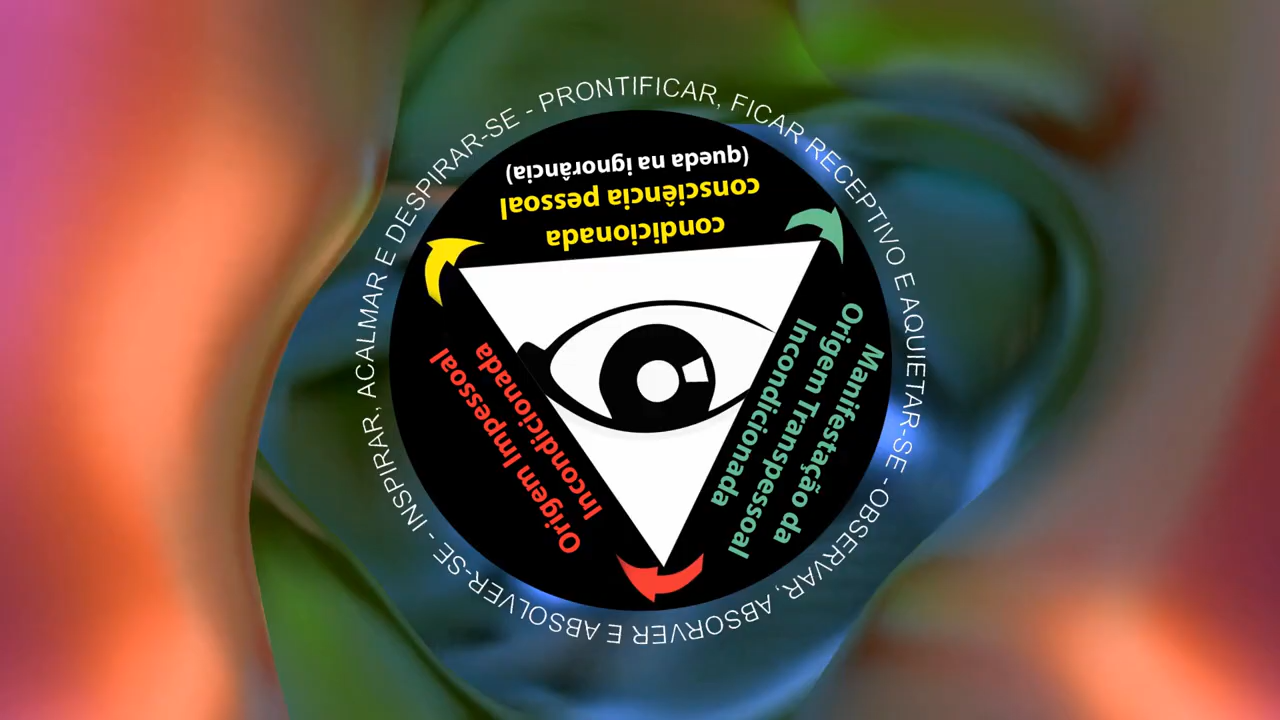 INSPIRAR, ACALMAR E DESPIRAR-SE - PRONTIFICAR, FICAR RECEPTIVO E AQUIETAR-SE - OBSERVAR, ABSORVER E ABSOLVER-SE -
condicionada
consciência pessoal
(queda na ignorância)
Manifestação da
Origem Transpessoal
Incondicionada
Origem Impessoal
Incondicionada